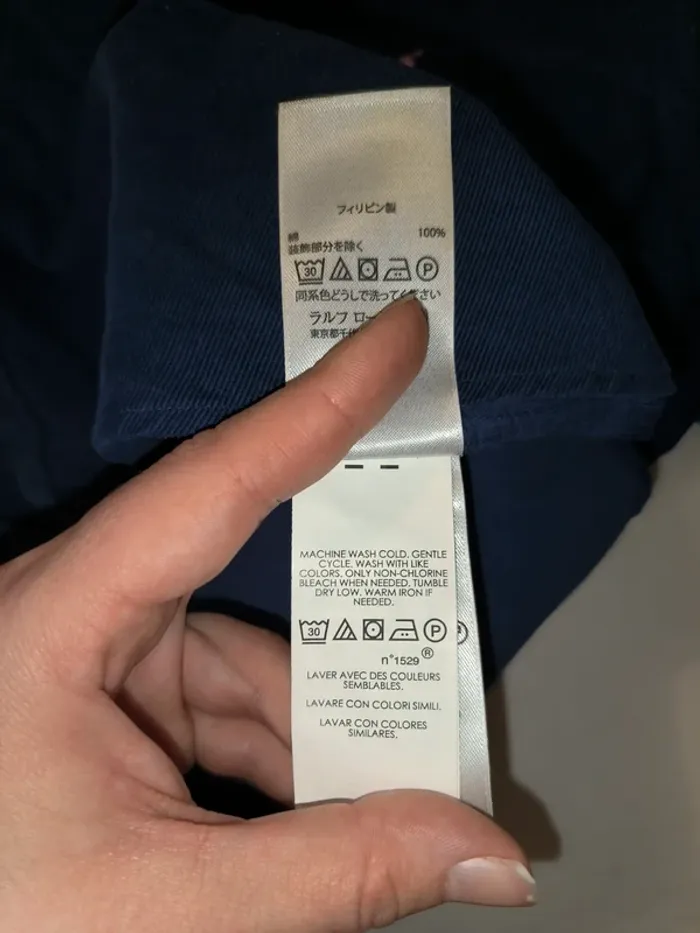 フィリピン製
綿 100%
装飾部分を除く
30 P
同系色どうしで洗ってください
ラルフ ロー
東京都千代
MACHINE WASH COLD. GENTLE
CYCLE. WASH WITH LIKE
COLORS. ONLY NON-CHLORINE
BLEACH WHEN NEEDED. TUMBLE
DRY LOW. WARM IRON IF
NEEDED.
30 P
n°1529 ®
LAVER AVEC DES COULEURS
SEMBLABLES.
LAVARE CON COLORI SIMILI.
LAVAR CON COLORES
SIMILARES.